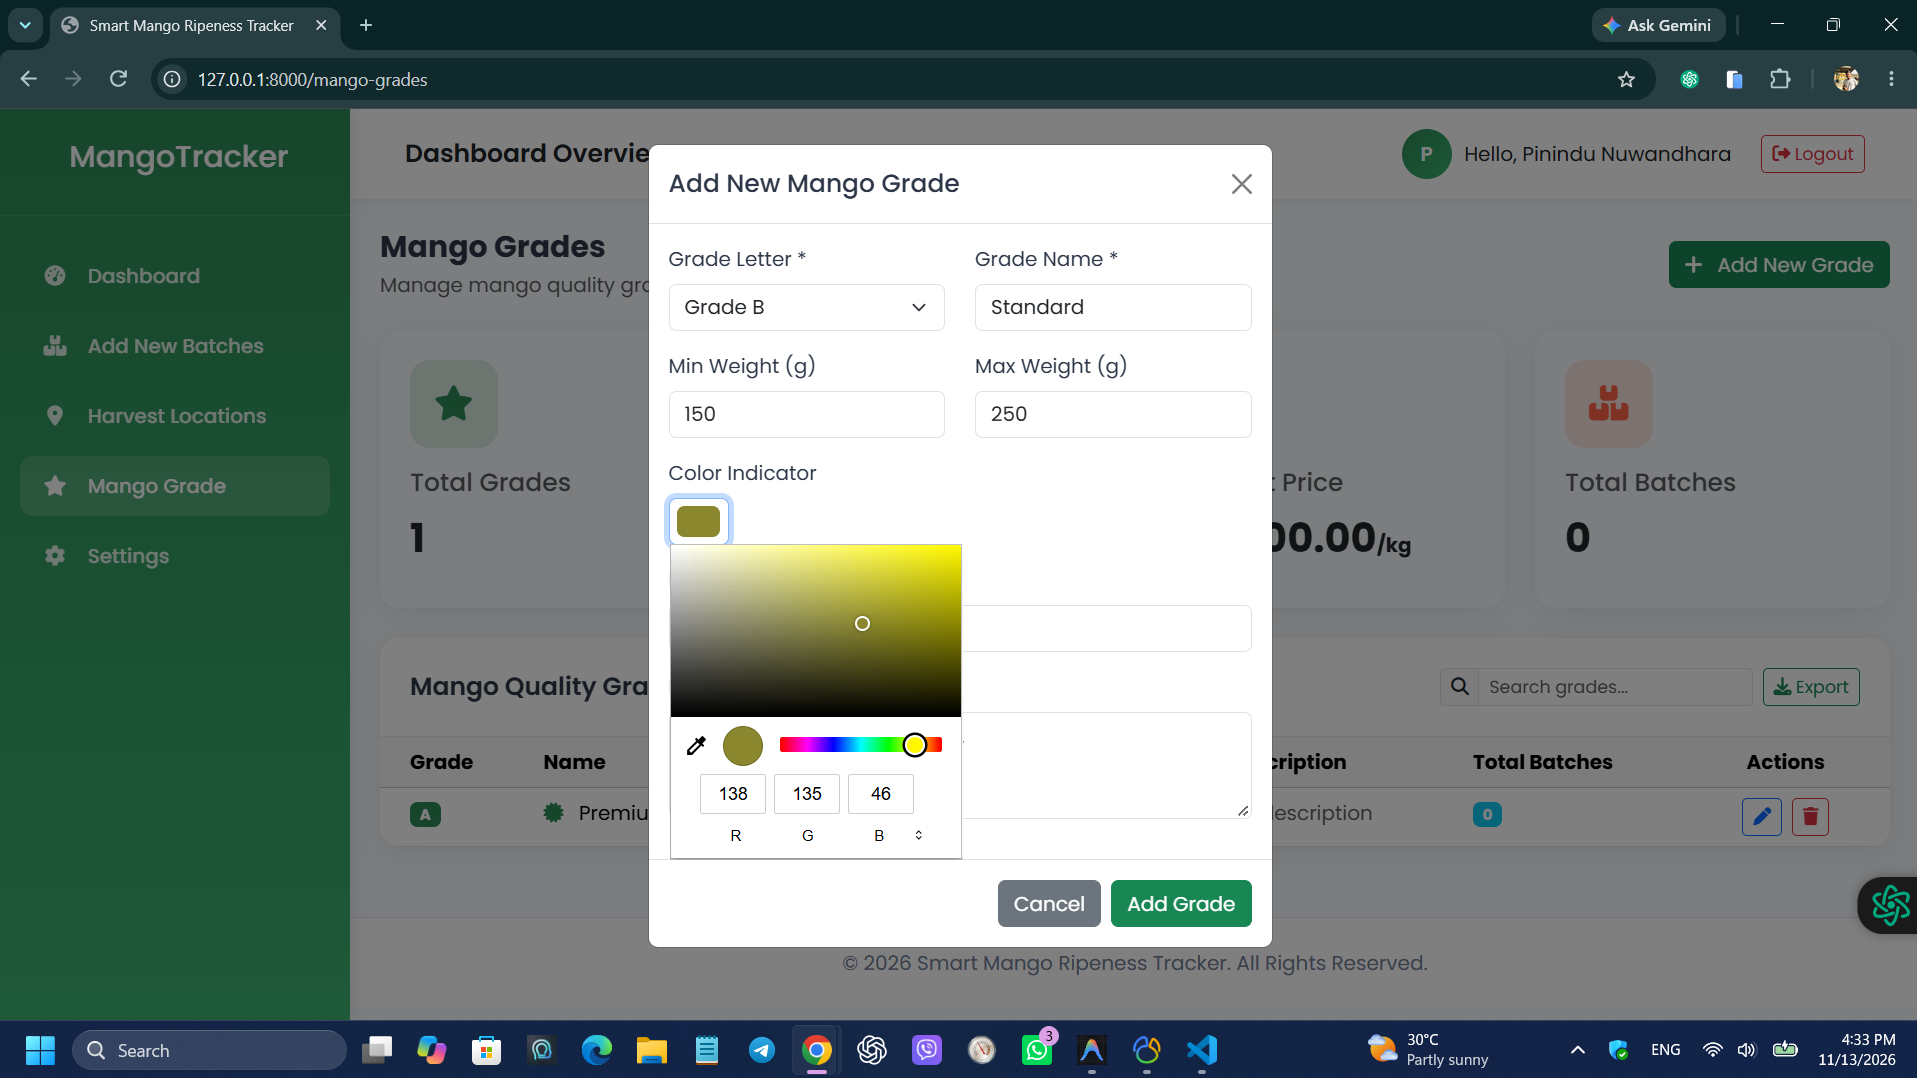 Smart Mango Ripeness Tracker
Ask Gemini
127.0.0.1:8000/mango-grades
MangoTracker
Dashboard
Add New Batches
Harvest Locations
Mango Grade
Settings
Dashboard Overvie
P
Hello, Pinindu Nuwandhara
Logout
Mango Grades
Manage mango quality gra
Add New Grade
Total Grades
1
t Price
00.00/kg
Total Batches
0
Mango Quality Gra
Search grades...
Export
Grade
Name
cription
Total Batches
Actions
A
Premiu
description
0
Add New Mango Grade
Grade Letter *
Grade Name *
Grade B
Standard
Min Weight (g)
Max Weight (g)
150
250
Color Indicator
138
135
46
R
G
B
Cancel
Add Grade
© 2026 Smart Mango Ripeness Tracker. All Rights Reserved.
Search
3
30°C
Partly sunny
ENG
4:33 PM
11/13/2026